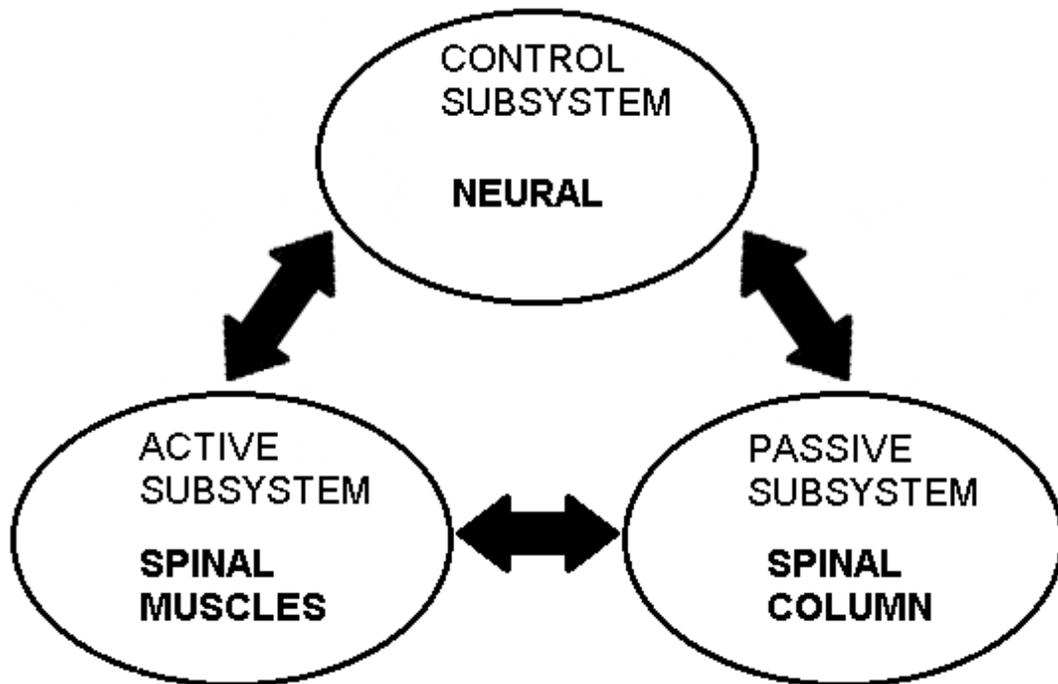 CONTROL
SUBSYSTEM
NEURAL
ACTIVE
SUBSYSTEM
SPINAL
MUSCLES
PASSIVE
SUBSYSTEM
SPINAL
COLUMN